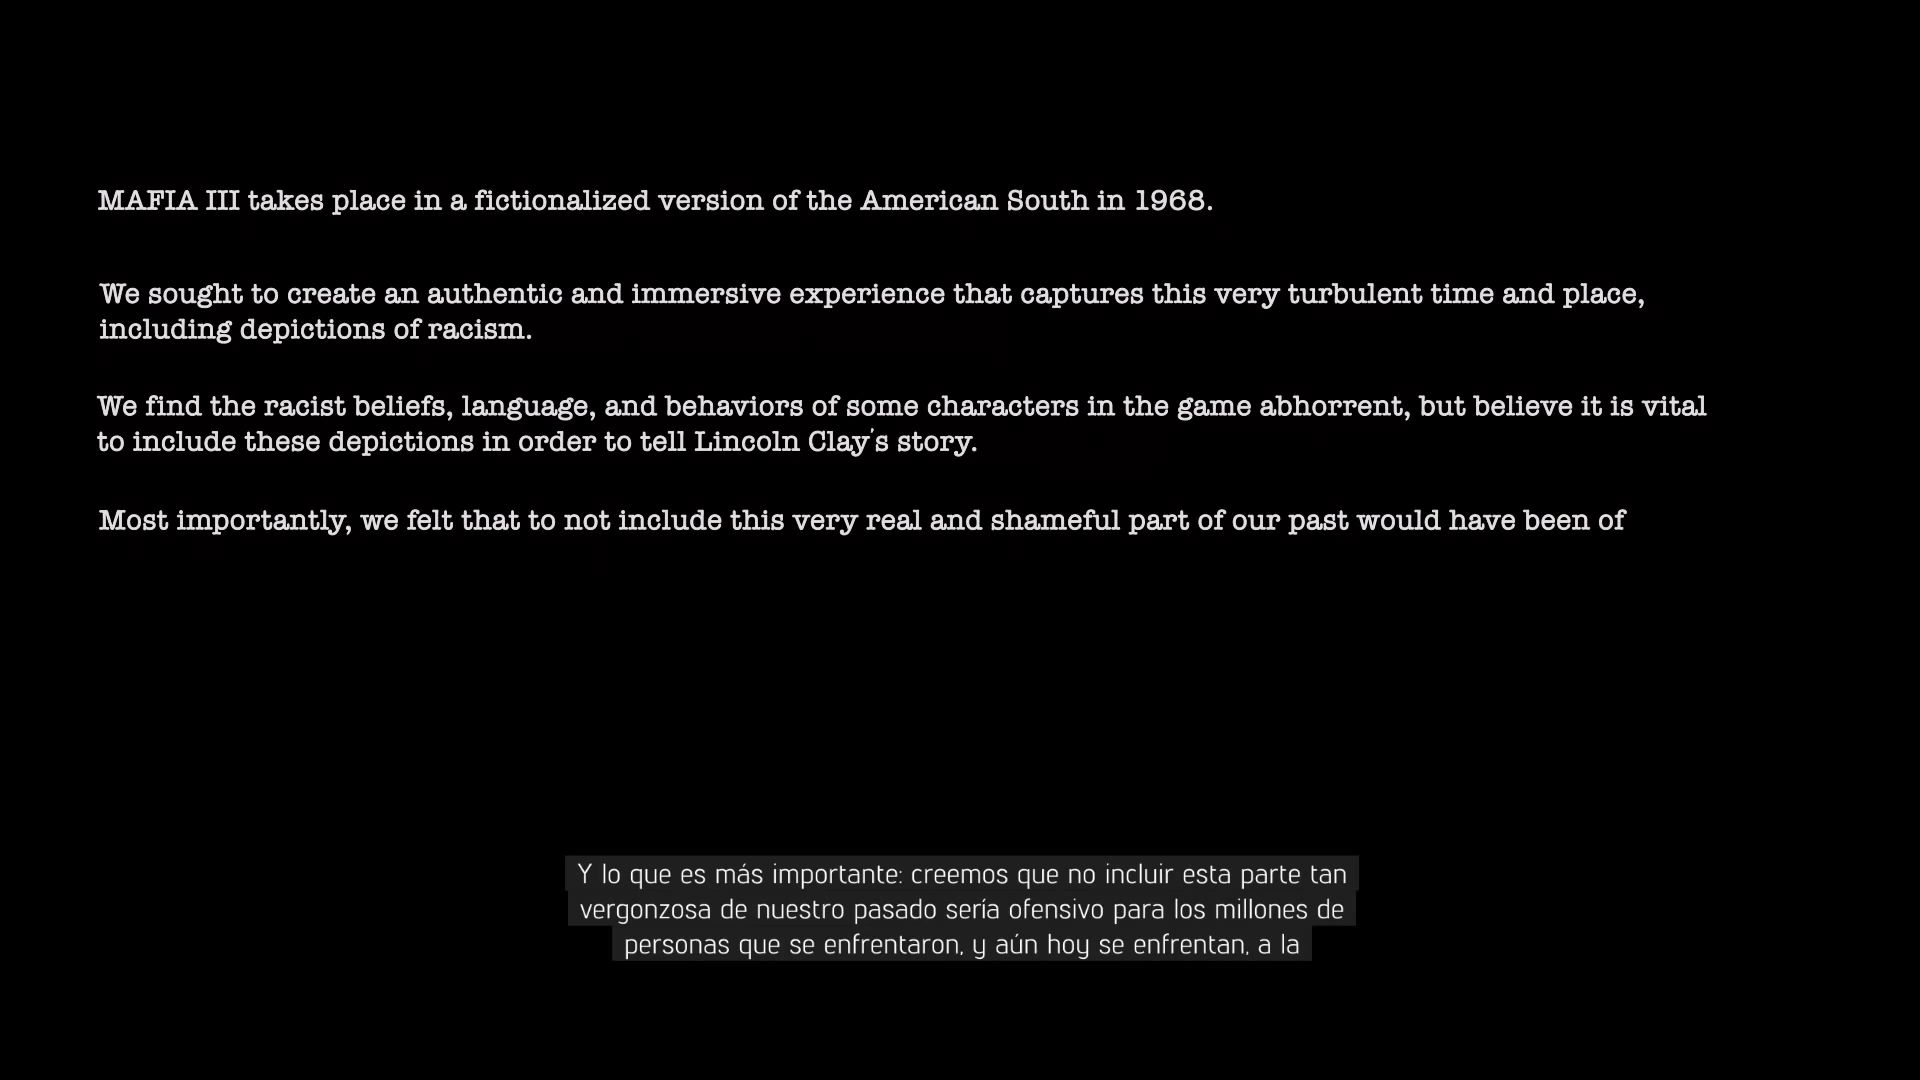 MAFIA III takes place in a fictionalized version of the American South in 1968.
We sought to create an authentic and immersive experience that captures this very turbulent time and place,
including depictions of racism.
We find the racist beliefs, language, and behaviors of some characters in the game abhorrent, but believe it is vital
to include these depictions in order to tell Lincoln Clay's story.
Most importantly, we felt that to not include this very real and shameful part of our past would have been of
Y lo que es más importante: creemos que no incluir esta parte tan
vergonzosa de nuestro pasado sería ofensivo para los millones de
personas que se enfrentaron, y aún hoy se enfrentan, a la